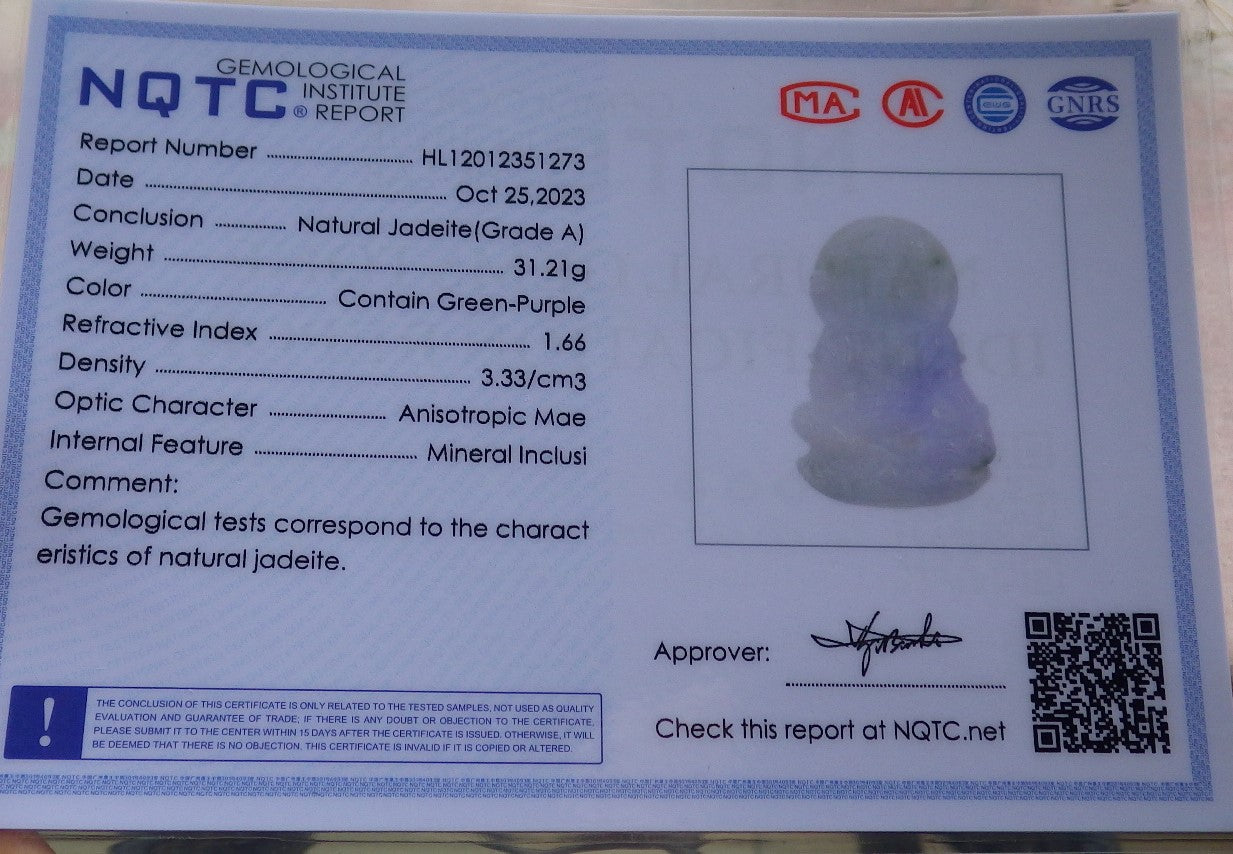 NQTC®
GEMOLOGICAL
INSTITUTE
REPORT
MA
GNRS
Report Number HL12012351273
Date Oct 25,2023
Conclusion Natural Jadeite(Grade A)
Weight 31.21g
Color Contain Green-Purple
Refractive Index 1.66
Density 3.33/cm3
Optic Character Anisotropic Mae
Internal Feature Mineral Inclusi
Comment:
Gemological tests correspond to the charact
eristics of natural jadeite.
!
THE CONCLUSION OF THIS CERTIFICATE IS ONLY RELATED TO THE TESTED SAMPLES, NOT USED AS QUALITY
EVALUATION AND GUARANTEE OF TRADE; IF THERE IS ANY DOUBT OR OBJECTION TO THE CERTIFICATE,
PLEASE SUBMIT IT TO THE CENTER WITHIN 15 DAYS AFTER THE CERTIFICATE IS ISSUED. OTHERWISE, IT WILL
BE DEEMED THAT THERE IS NO OBJECTION. THIS CERTIFICATE IS INVALID IF IT IS COPIED OR ALTERED.
Approver:
Check this report at NQTC.net